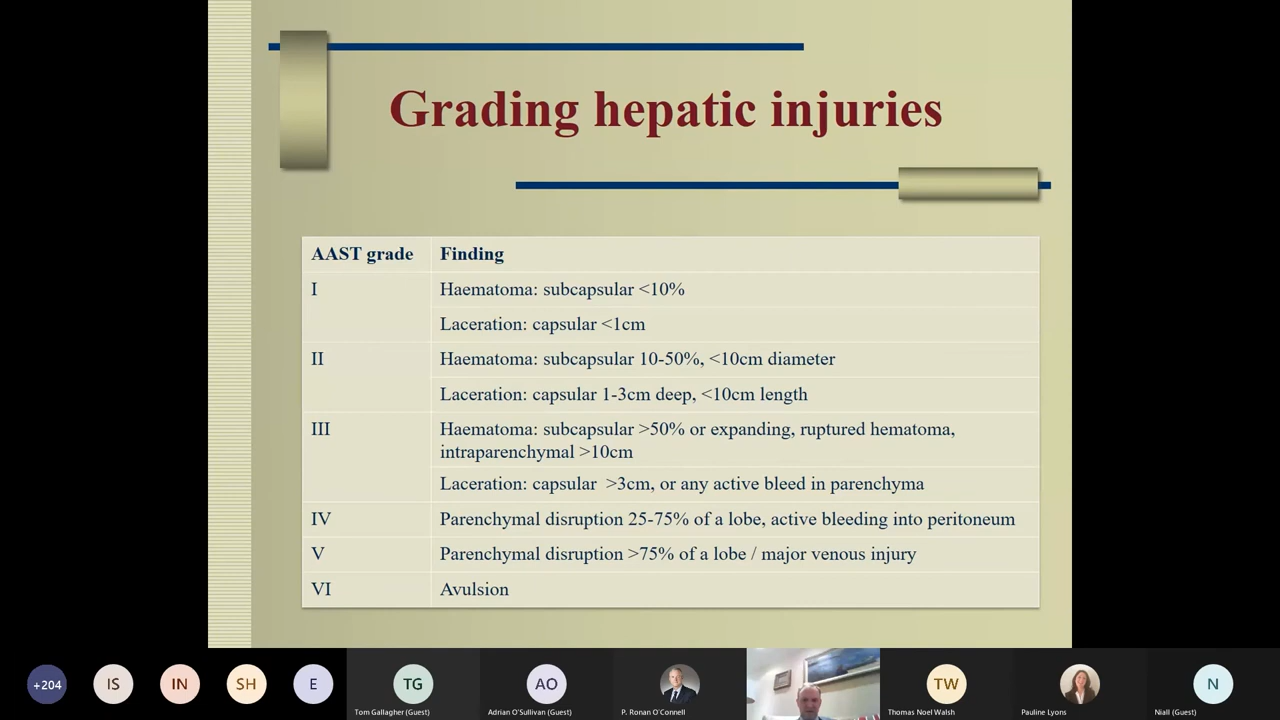 Grading hepatic injuries
AAST grade Finding
I Haematoma: subcapsular <10%
Laceration: capsular <1cm
II Haematoma: subcapsular 10-50%, <10cm diameter
Laceration: capsular 1-3cm deep, <10cm length
III Haematoma: subcapsular >50% or expanding, ruptured hematoma,
intraparenchymal >10cm
Laceration: capsular  >3cm, or any active bleed in parenchyma
IV Parenchymal disruption 25-75% of a lobe, active bleeding into peritoneum
V Parenchymal disruption >75% of a lobe / major venous injury
VI Avulsion
+204 IS IN SH E TG AO TW N
Tom Gallagher (Guest) Adrian O'Sullivan (Guest) P. Ronan O'Connell Thomas Noel Walsh Pauline Lyons Niall (Guest)